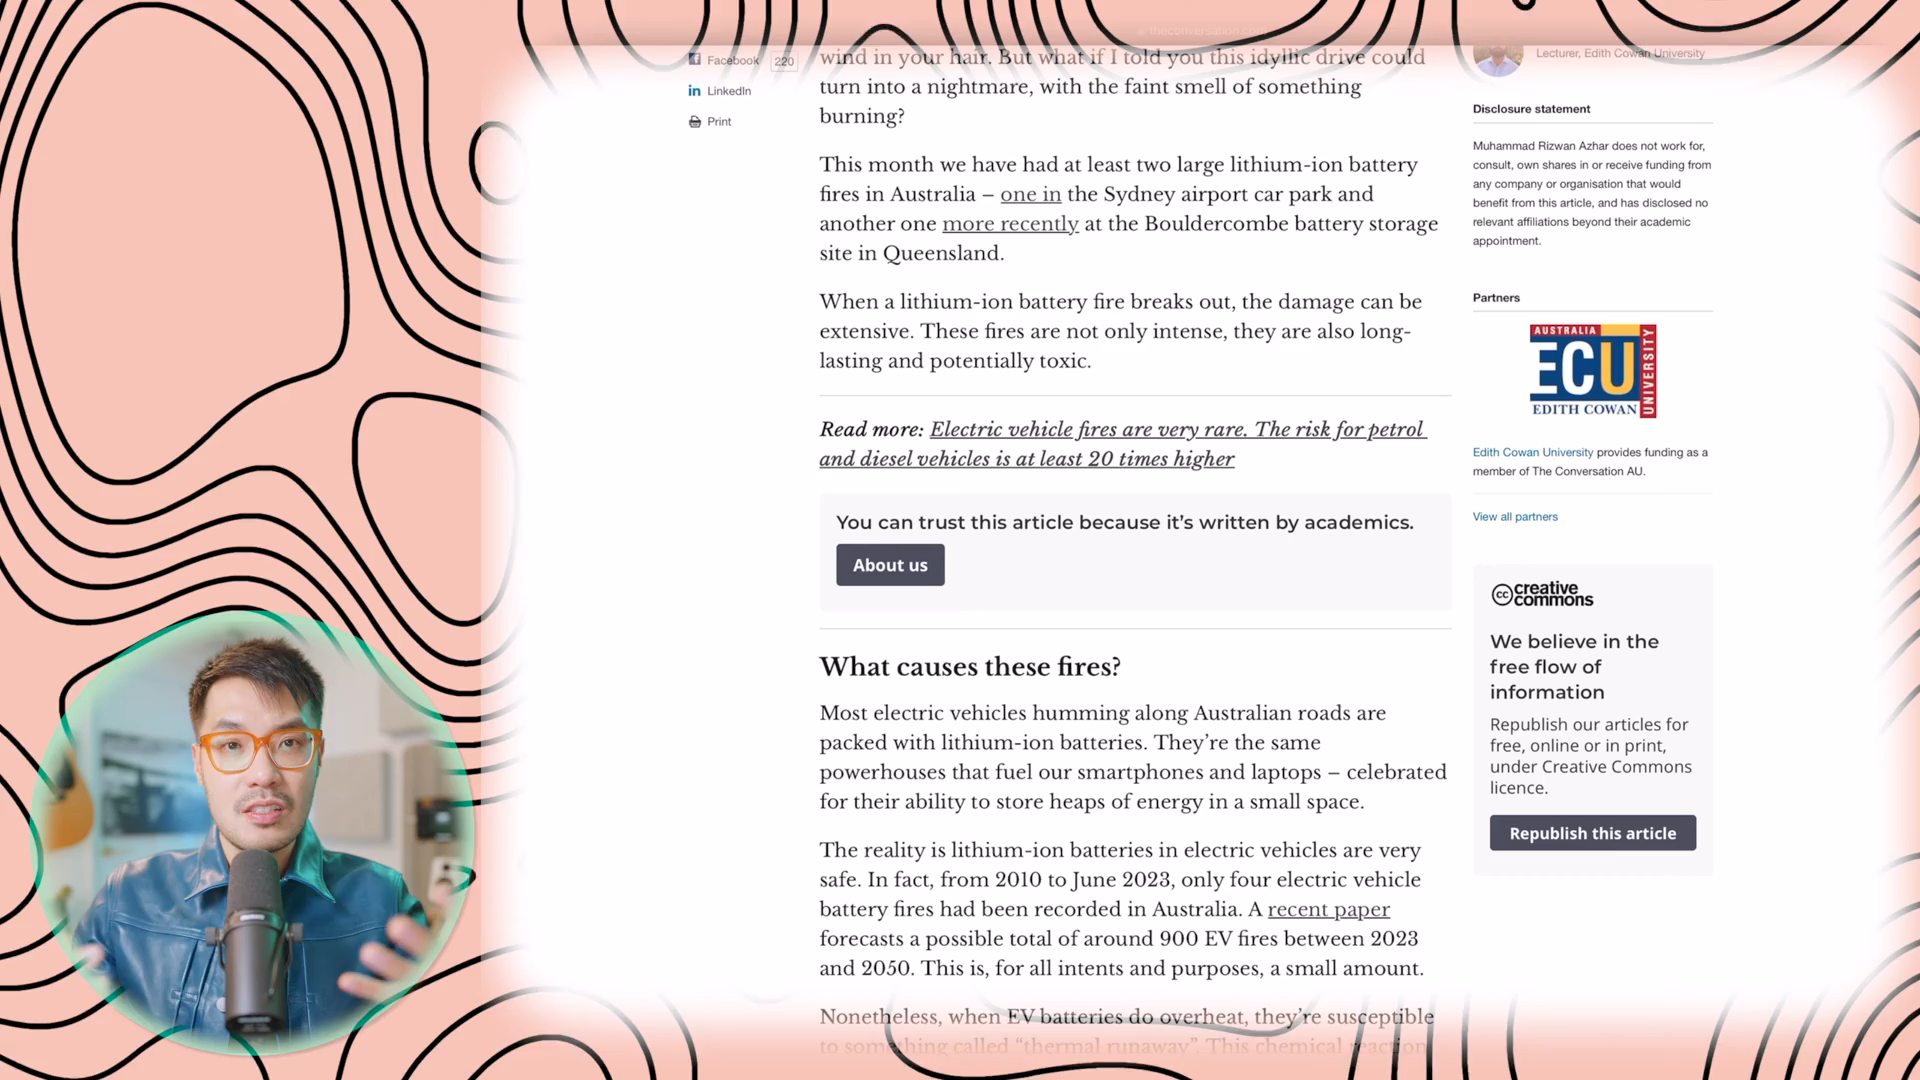 theconversation.com
Facebook 220
LinkedIn
Print
wind in your hair. But what if I told you this idyllic drive could
turn into a nightmare, with the faint smell of something
burning?
This month we have had at least two large lithium-ion battery
fires in Australia – one in the Sydney airport car park and
another one more recently at the Bouldercombe battery storage
site in Queensland.
When a lithium-ion battery fire breaks out, the damage can be
extensive. These fires are not only intense, they are also long-
lasting and potentially toxic.
Read more: Electric vehicle fires are very rare. The risk for petrol
and diesel vehicles is at least 20 times higher
You can trust this article because it’s written by academics.
About us
What causes these fires?
Most electric vehicles humming along Australian roads are
packed with lithium-ion batteries. They’re the same
powerhouses that fuel our smartphones and laptops – celebrated
for their ability to store heaps of energy in a small space.
The reality is lithium-ion batteries in electric vehicles are very
safe. In fact, from 2010 to June 2023, only four electric vehicle
battery fires had been recorded in Australia. A recent paper
forecasts a possible total of around 900 EV fires between 2023
and 2050. This is, for all intents and purposes, a small amount.
Nonetheless, when EV batteries do overheat, they’re susceptible
to something called “thermal runaway”. This chemical reaction
Lecturer, Edith Cowan University
Disclosure statement
Muhammad Rizwan Azhar does not work for,
consult, own shares in or receive funding from
any company or organisation that would
benefit from this article, and has disclosed no
relevant affiliations beyond their academic
appointment.
Partners
AUSTRALIA
ECU
EDITH COWAN
UNIVERSITY
Edith Cowan University provides funding as a
member of The Conversation AU.
View all partners
cc creative
commons
We believe in the
free flow of
information
Republish our articles for
free, online or in print,
under Creative Commons
licence.
Republish this article